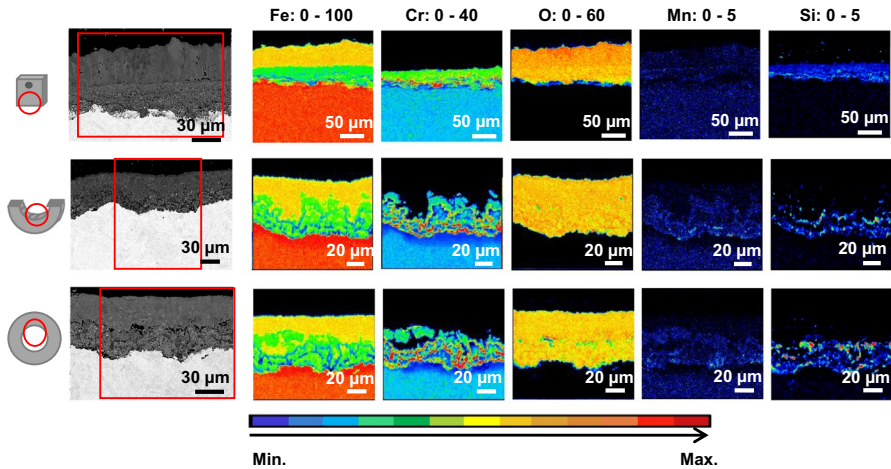 Fe: 0 - 100 Cr: 0 - 40 O: 0 - 60 Mn: 0 - 5 Si: 0 - 5
30 µm 50 µm 50 µm 50 µm 50 µm 50 µm
30 µm 20 µm 20 µm 20 µm 20 µm 20 µm
30 µm 20 µm 20 µm 20 µm 20 µm 20 µm
Min. Max.